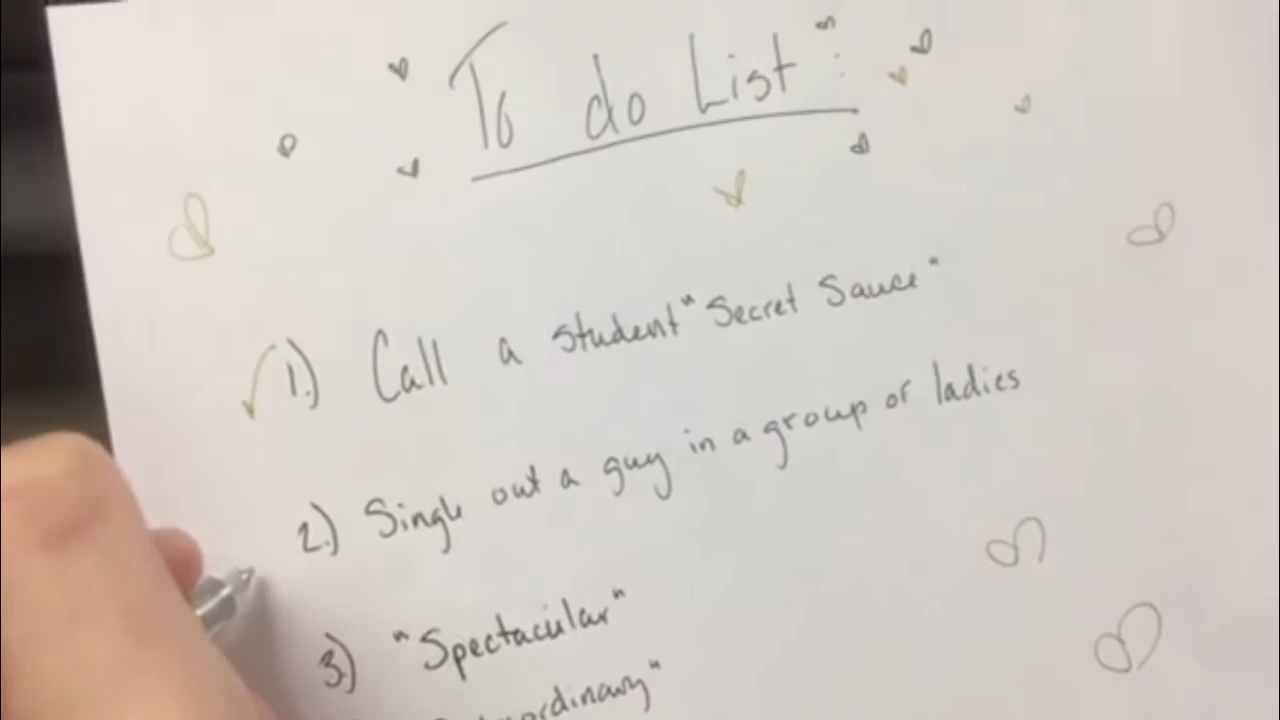 "To do List":
1.) Call a student "Secret Sauce"
2.) Single out a guy in a group of ladies
3.) "Spectacular"